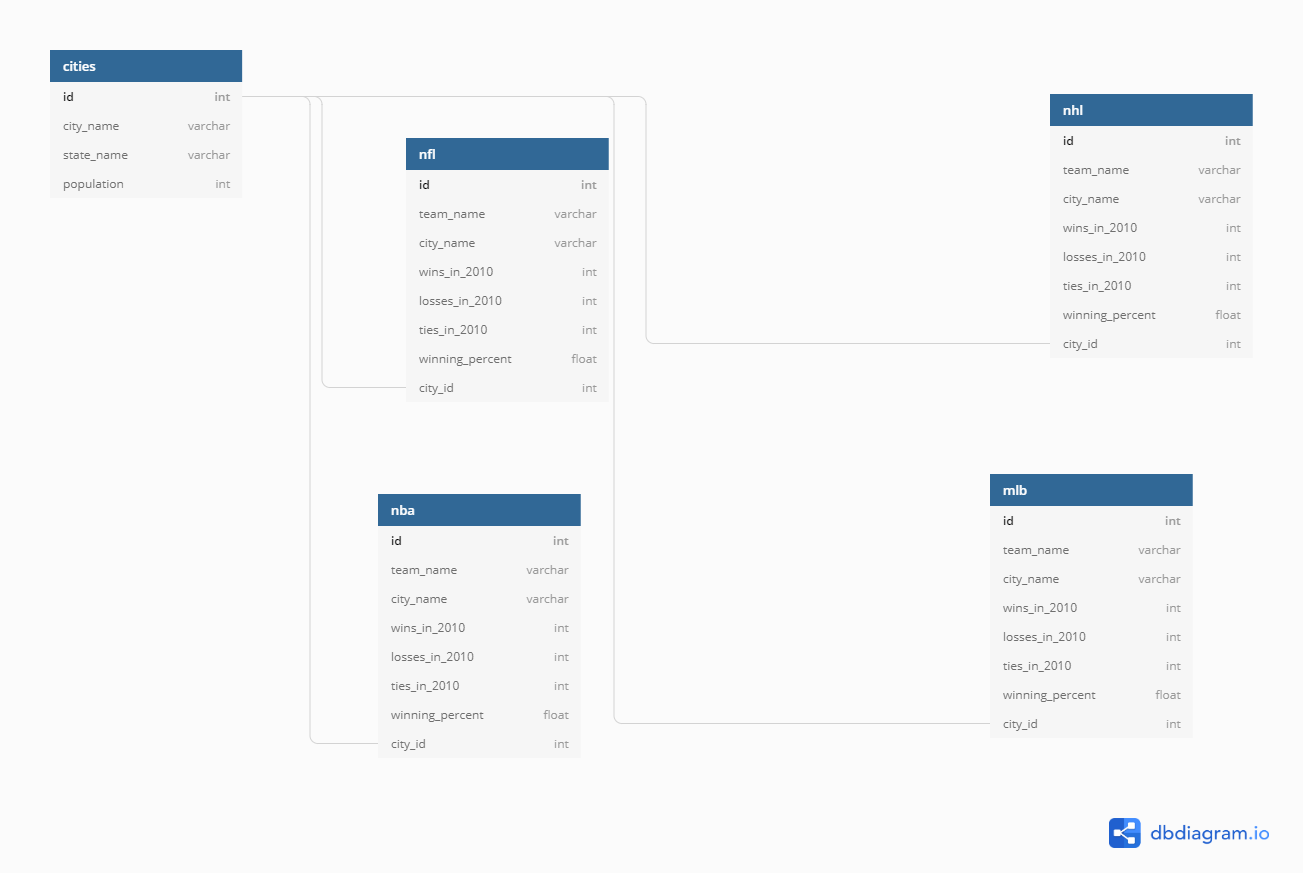 cities
id int
city_name varchar
state_name varchar
population int
nfl
id int
team_name varchar
city_name varchar
wins_in_2010 int
losses_in_2010 int
ties_in_2010 int
winning_percent float
city_id int
nhl
id int
team_name varchar
city_name varchar
wins_in_2010 int
losses_in_2010 int
ties_in_2010 int
winning_percent float
city_id int
nba
id int
team_name varchar
city_name varchar
wins_in_2010 int
losses_in_2010 int
ties_in_2010 int
winning_percent float
city_id int
mlb
id int
team_name varchar
city_name varchar
wins_in_2010 int
losses_in_2010 int
ties_in_2010 int
winning_percent float
city_id int
dbdiagram.io